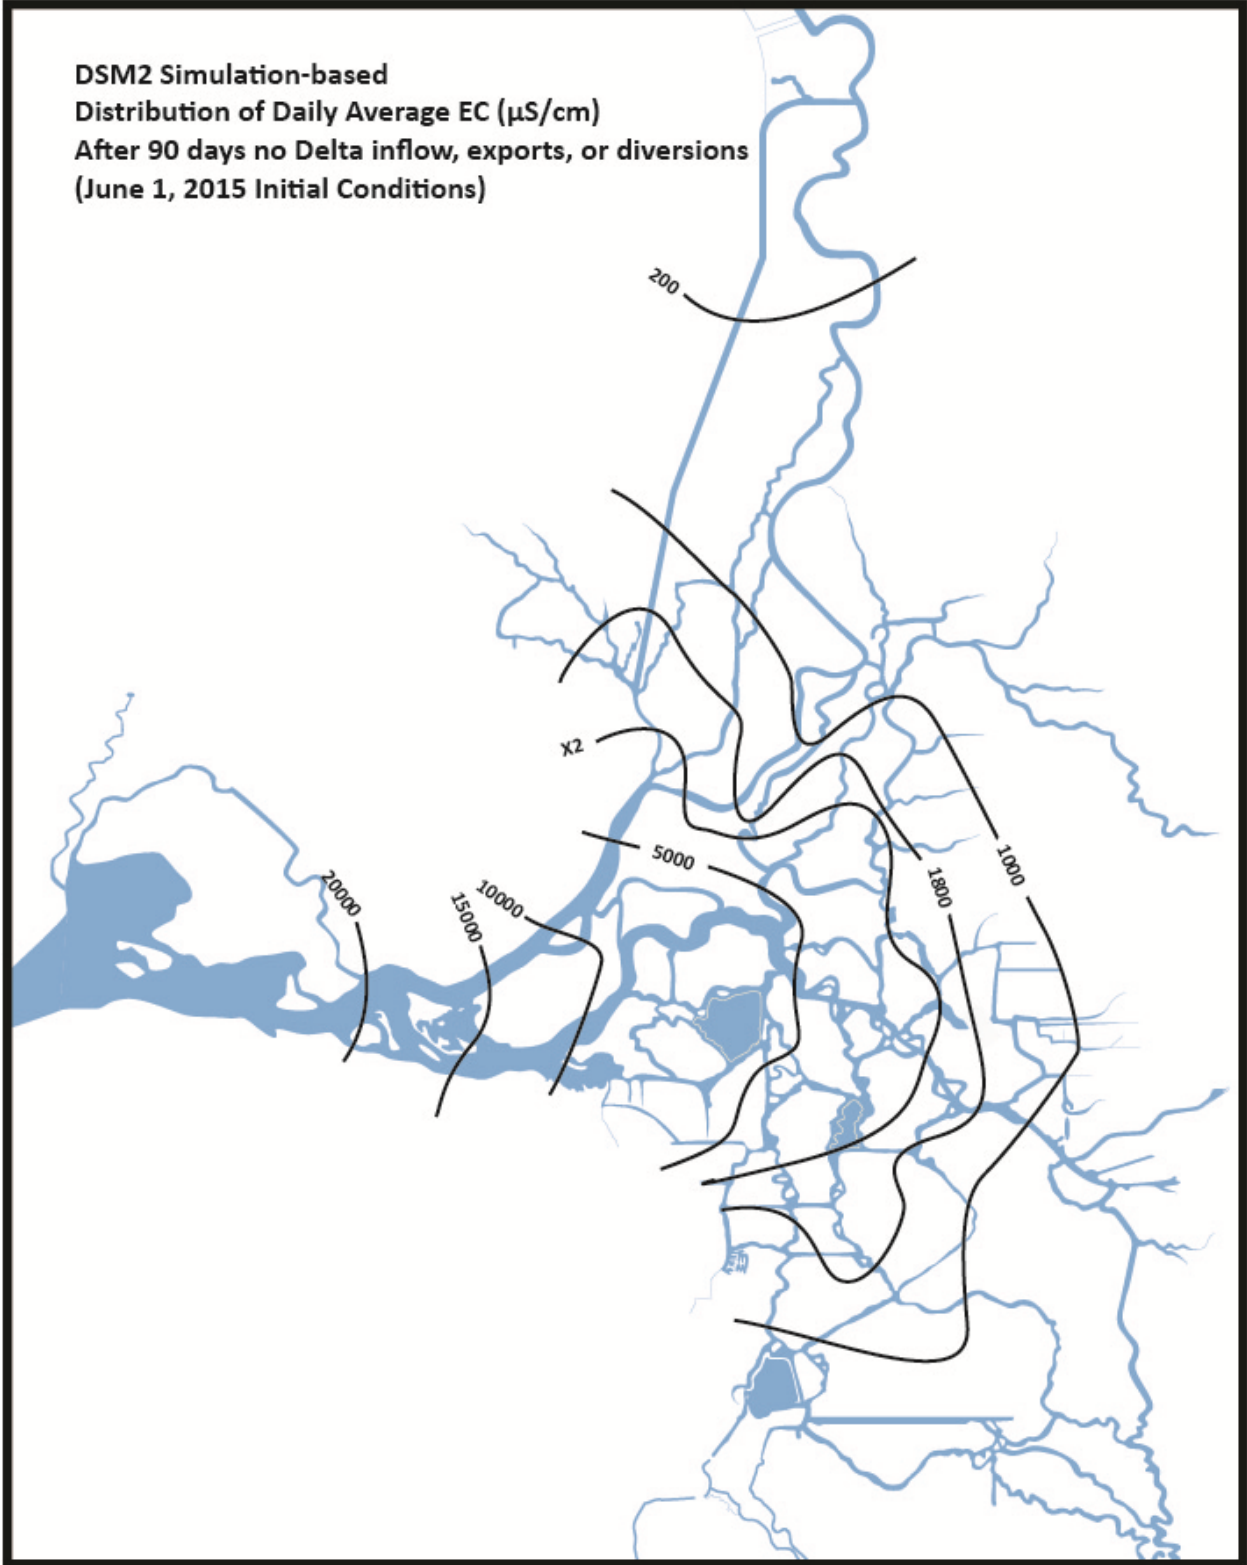 DSM2 Simulation-based
Distribution of Daily Average EC (µS/cm)
After 90 days no Delta inflow, exports, or diversions
(June 1, 2015 Initial Conditions)
200
X2
5000
1000
1800
20000
15000
10000